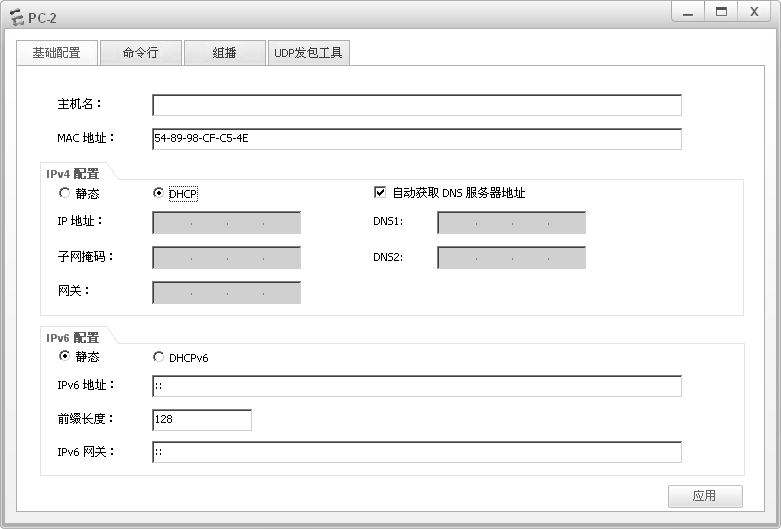 PC-2
基础配置 命令行 组播 UDP发包工具
主机名：
MAC 地址： 54-89-98-CF-C5-4E
IPv4 配置
静态 DHCP 自动获取 DNS 服务器地址
IP 地址： . . . DNS1: . . .
子网掩码： . . . DNS2: . . .
网关： . . .
IPv6 配置
静态 DHCPv6
IPv6 地址： ::
前缀长度： 128
IPv6 网关： ::
应用